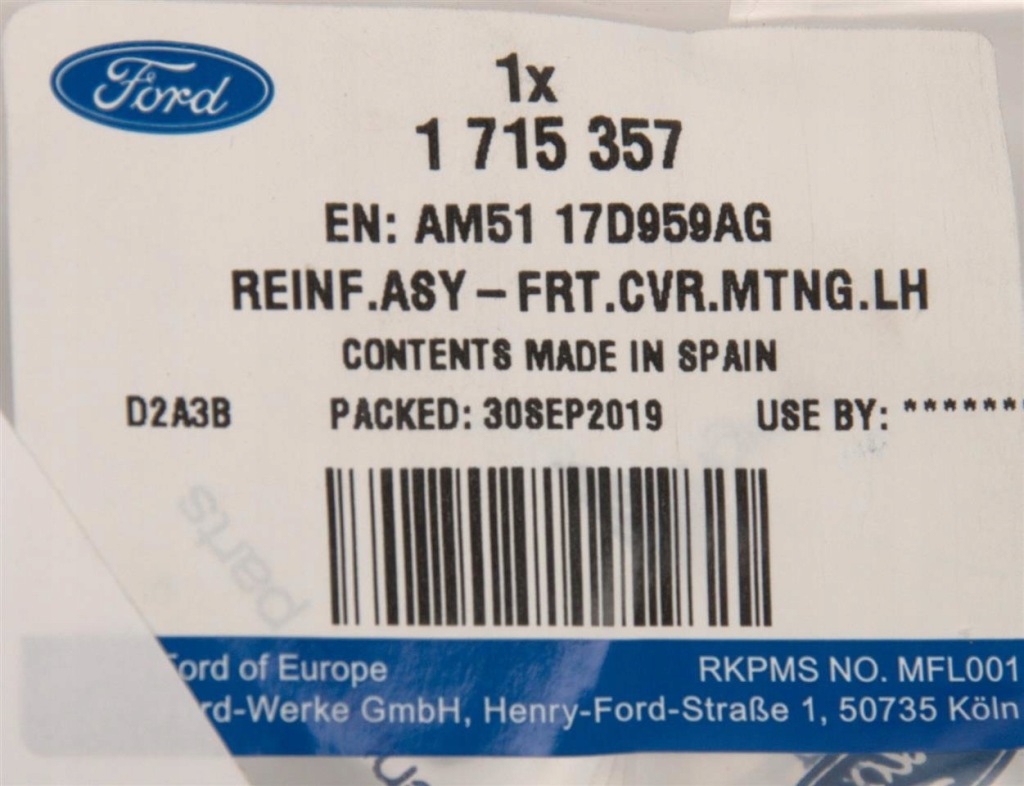 Ford
1x
1 715 357
EN: AM51 17D959AG
REINF.ASY – FRT.CVR.MTNG.LH
CONTENTS MADE IN SPAIN
D2A3B PACKED: 30SEP2019 USE BY: *******
parts
Ford of Europe RKPMS NO. MFL001
rd-Werke GmbH, Henry-Ford-Straße 1, 50735 Köln